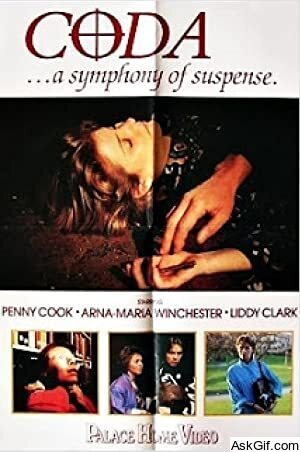 CODA
...a symphony of suspense.
STARRING
PENNY COOK • ARNA-MARIA WINCHESTER • LIDDY CLARK
PALACE HOME VIDEO
AskGif.com